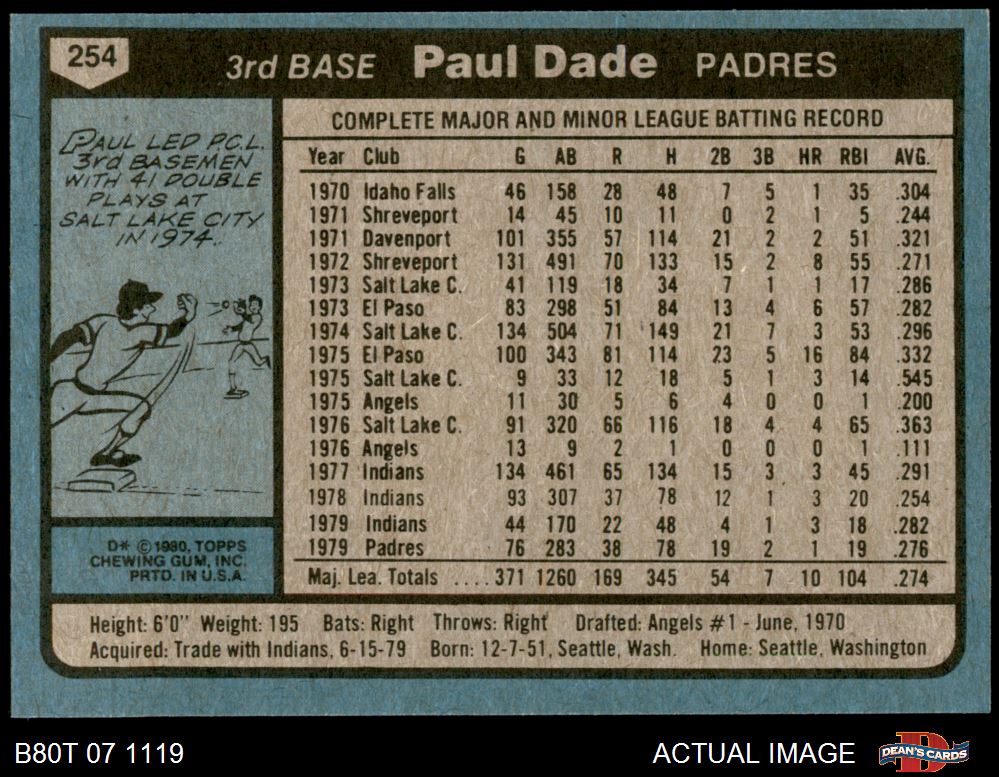 254
3rd BASE Paul Dade PADRES
PAUL LED P.C.L.
3rd BASEMEN
WITH 41 DOUBLE
PLAYS AT
SALT LAKE CITY
IN 1974.
D* © 1980, TOPPS
CHEWING GUM, INC.
PRTD. IN U.S.A.
COMPLETE MAJOR AND MINOR LEAGUE BATTING RECORD
Year Club G AB R H 2B 3B HR RBI AVG.
1970 Idaho Falls 46 158 28 48 7 5 1 35 .304
1971 Shreveport 14 45 10 11 0 2 1 5 .244
1971 Davenport 101 355 57 114 21 2 2 51 .321
1972 Shreveport 131 491 70 133 15 2 8 55 .271
1973 Salt Lake C. 41 119 18 34 7 1 1 17 .286
1973 El Paso 83 298 51 84 13 4 6 57 .282
1974 Salt Lake C. 134 504 71 149 21 7 3 53 .296
1975 El Paso 100 343 81 114 23 5 16 84 .332
1975 Salt Lake C. 9 33 12 18 5 1 3 14 .545
1975 Angels 11 30 5 6 4 0 0 1 .200
1976 Salt Lake C. 91 320 66 116 18 4 4 65 .363
1976 Angels 13 9 2 1 0 0 0 1 .111
1977 Indians 134 461 65 134 15 3 3 45 .291
1978 Indians 93 307 37 78 12 1 3 20 .254
1979 Indians 44 170 22 48 4 1 3 18 .282
1979 Padres 76 283 38 78 19 2 1 19 .276
Maj. Lea. Totals ....371 1260 169 345 54 7 10 104 .274
Height: 6'0" Weight: 195 Bats: Right Throws: Right Drafted: Angels #1 - June, 1970
Acquired: Trade with Indians, 6-15-79 Born: 12-7-51, Seattle, Wash. Home: Seattle, Washington
B80T 07 1119 ACTUAL IMAGE DEAN'S CARDS